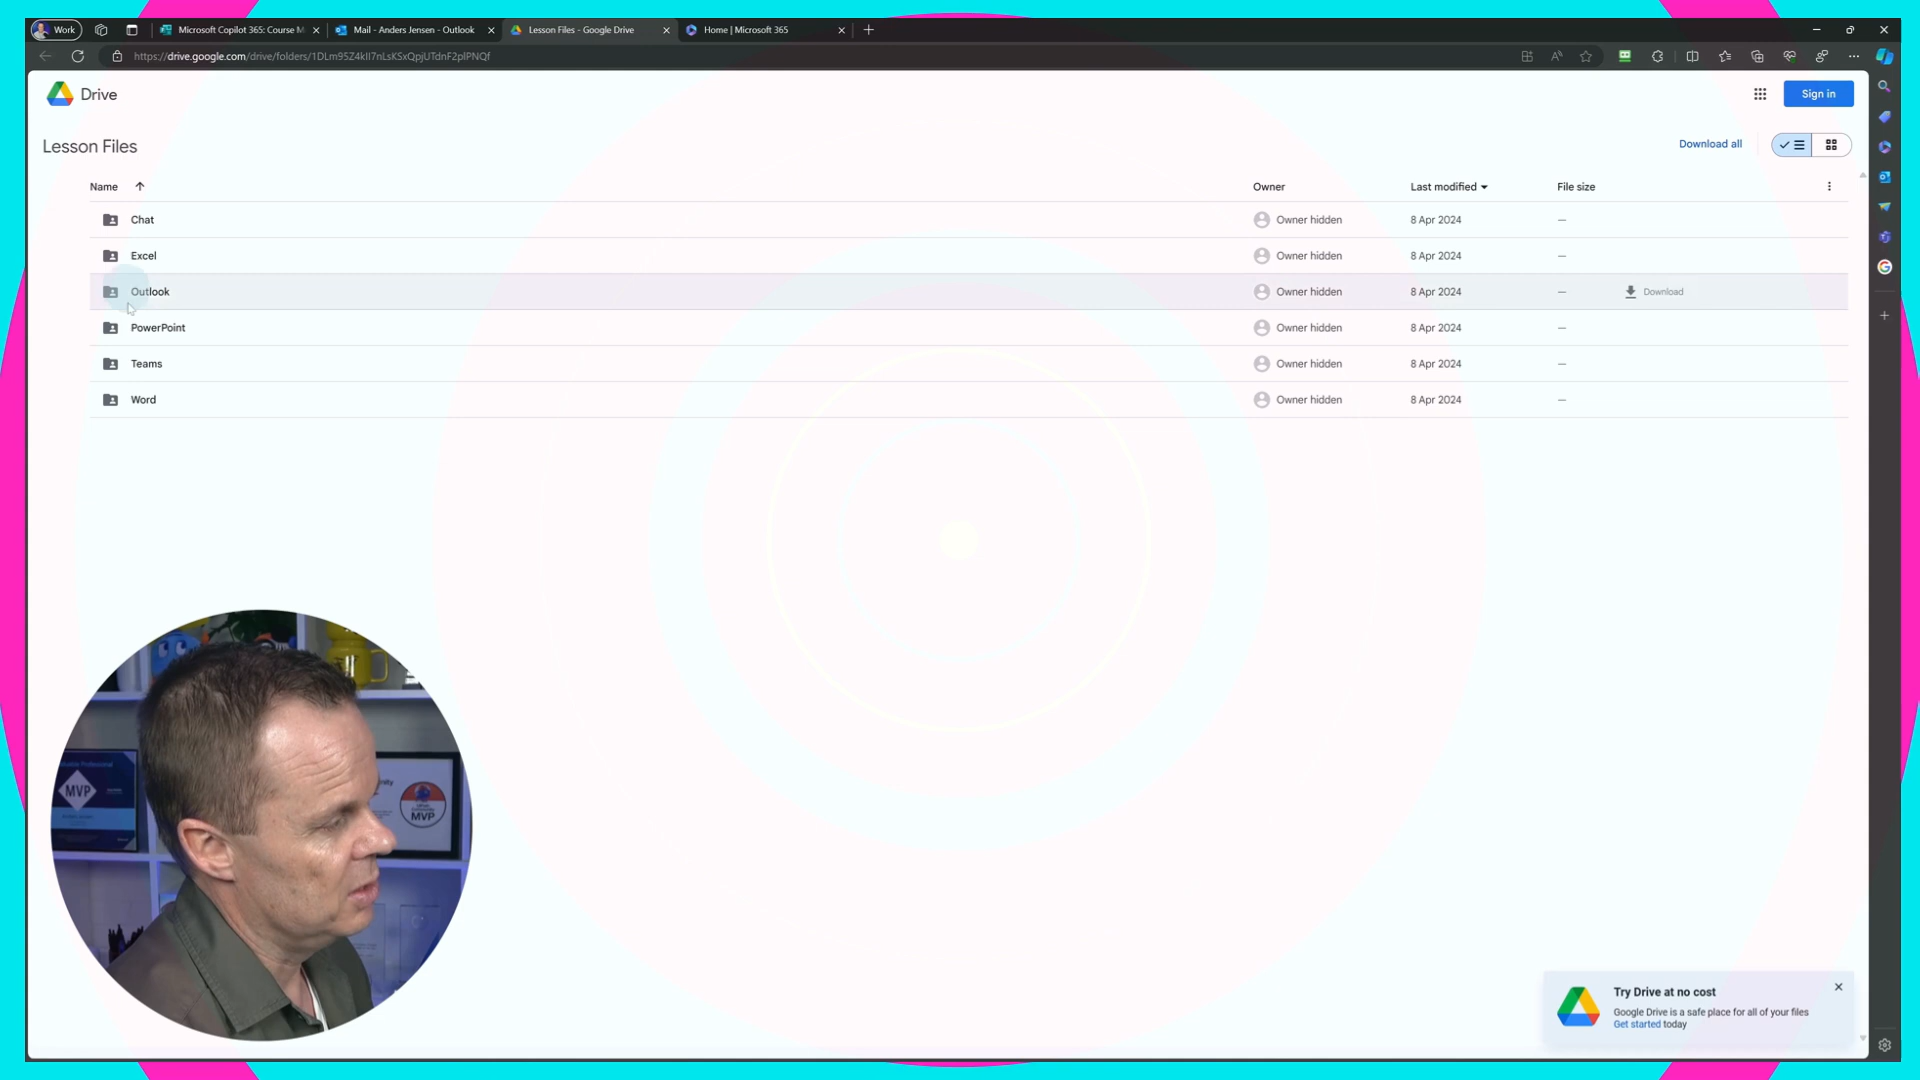 Work
Microsoft Copilot 365: Course M
Mail - Anders Jensen - Outlook
Lesson Files - Google Drive
Home | Microsoft 365
https://drive.google.com/drive/folders/1DLm95Z4kII7nLsKSxQpjUTdnF2plPNQf
Drive
Sign in
Lesson Files
Download all
Name
Owner
Last modified
File size
Chat
Owner hidden
8 Apr 2024
—
Excel
Owner hidden
8 Apr 2024
—
Outlook
Owner hidden
8 Apr 2024
—
Download
PowerPoint
Owner hidden
8 Apr 2024
—
Teams
Owner hidden
8 Apr 2024
—
Word
Owner hidden
8 Apr 2024
—
MVP
MVP
Try Drive at no cost
Google Drive is a safe place for all of your files
Get started today